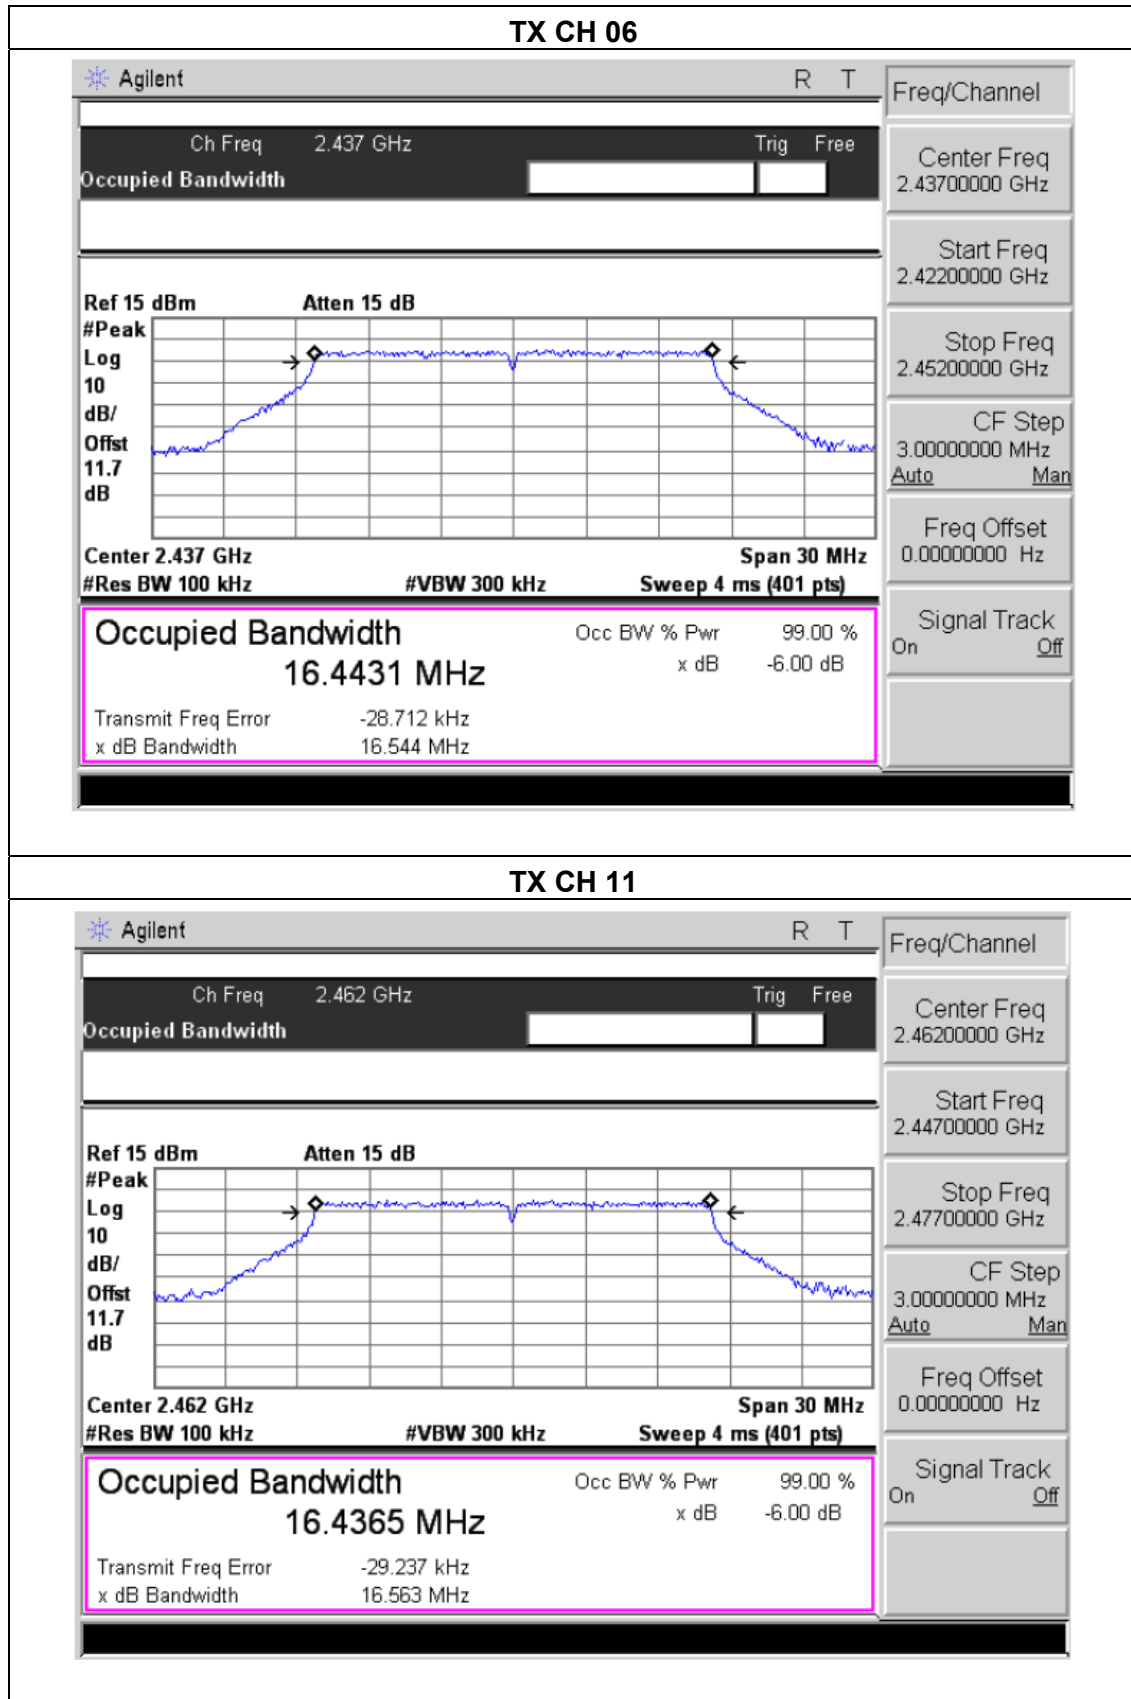 TX CH 06
Agilent R T
Freq/Channel
Ch Freq 2.437 GHz Trig Free
Occupied Bandwidth
Center Freq
2.43700000 GHz
Start Freq
2.42200000 GHz
Stop Freq
2.45200000 GHz
CF Step
3.00000000 MHz
Auto Man
Freq Offset
0.00000000 Hz
Signal Track
On Off
Ref 15 dBm Atten 15 dB
#Peak
Log
10
dB/
Offst
11.7
dB
Center 2.437 GHz Span 30 MHz
#Res BW 100 kHz #VBW 300 kHz Sweep 4 ms (401 pts)
Occupied Bandwidth Occ BW % Pwr 99.00 %
16.4431 MHz x dB -6.00 dB
Transmit Freq Error -28.712 kHz
x dB Bandwidth 16.544 MHz
TX CH 11
Agilent R T
Freq/Channel
Ch Freq 2.462 GHz Trig Free
Occupied Bandwidth
Center Freq
2.46200000 GHz
Start Freq
2.44700000 GHz
Stop Freq
2.47700000 GHz
CF Step
3.00000000 MHz
Auto Man
Freq Offset
0.00000000 Hz
Signal Track
On Off
Ref 15 dBm Atten 15 dB
#Peak
Log
10
dB/
Offst
11.7
dB
Center 2.462 GHz Span 30 MHz
#Res BW 100 kHz #VBW 300 kHz Sweep 4 ms (401 pts)
Occupied Bandwidth Occ BW % Pwr 99.00 %
16.4365 MHz x dB -6.00 dB
Transmit Freq Error -29.237 kHz
x dB Bandwidth 16.563 MHz